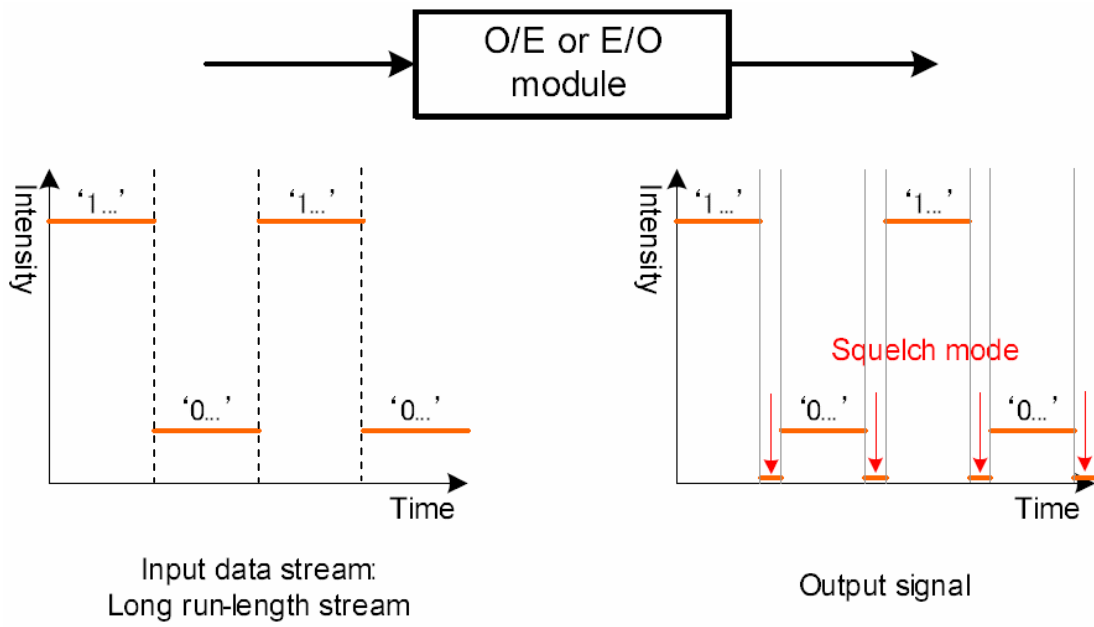 O/E or E/O
module
Intensity
‘1...’
‘1...’
‘0...’
‘0...’
Time
Input data stream:
Long run-length stream
Intensity
‘1...’
‘1...’
Squelch mode
‘0...’
‘0...’
Time
Output signal